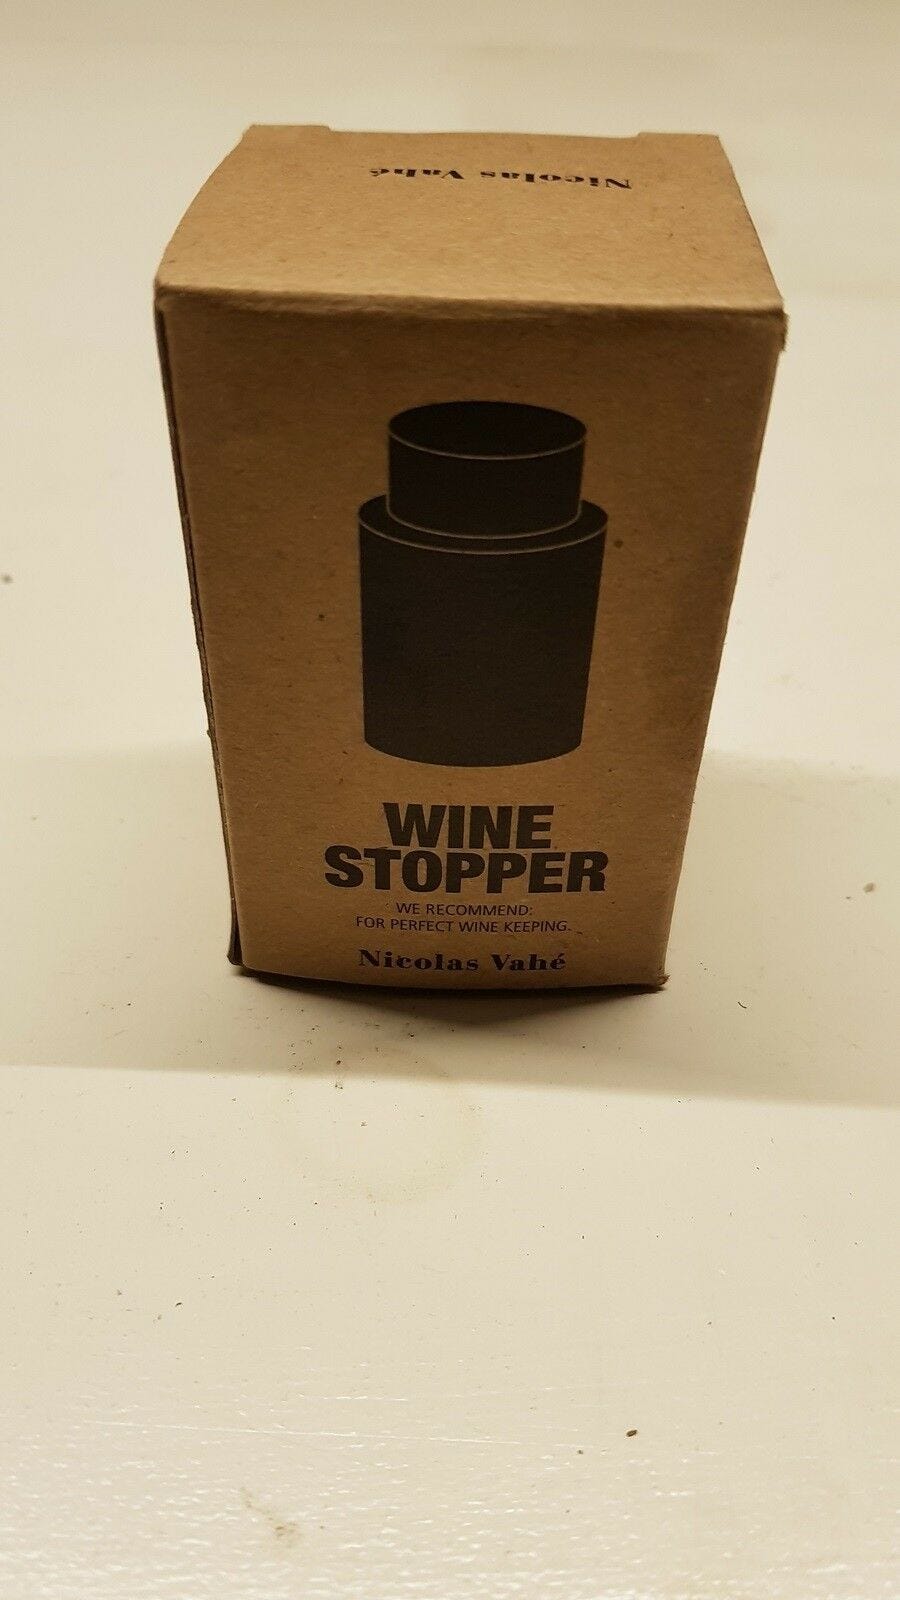 Nicolas Vahé
WINE
STOPPER
WE RECOMMEND:
FOR PERFECT WINE KEEPING.
Nicolas Vahé